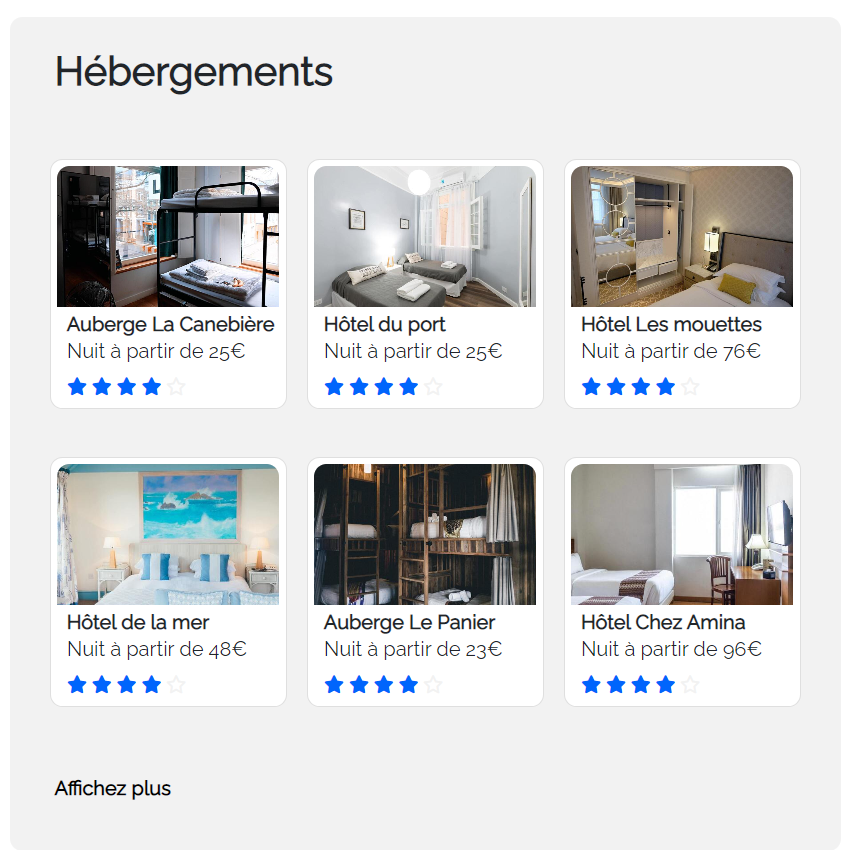 Hébergements
Auberge La Canebière
Nuit à partir de 25€
Hôtel du port
Nuit à partir de 25€
Hôtel Les mouettes
Nuit à partir de 76€
Hôtel de la mer
Nuit à partir de 48€
Auberge Le Panier
Nuit à partir de 23€
Hôtel Chez Amina
Nuit à partir de 96€
Affichez plus